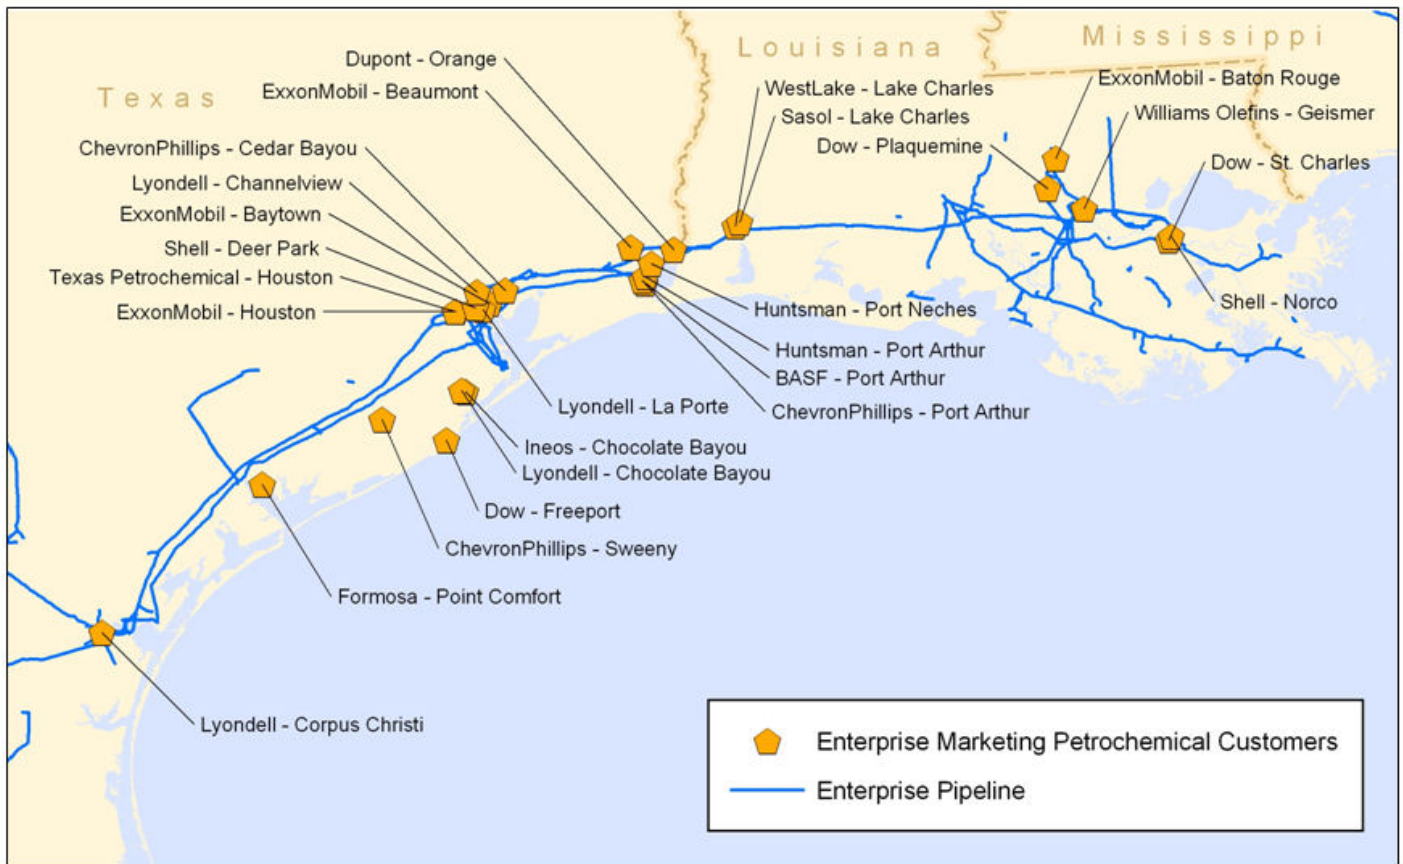 Texas
Louisiana
Mississippi
Dupont - Orange
ExxonMobil - Beaumont
ChevronPhillips - Cedar Bayou
Lyondell - Channelview
ExxonMobil - Baytown
Shell - Deer Park
Texas Petrochemical - Houston
ExxonMobil - Houston
WestLake - Lake Charles
Sasol - Lake Charles
Dow - Plaquemine
ExxonMobil - Baton Rouge
Williams Olefins - Geismer
Dow - St. Charles
Shell - Norco
Huntsman - Port Neches
Huntsman - Port Arthur
BASF - Port Arthur
ChevronPhillips - Port Arthur
Lyondell - La Porte
Ineos - Chocolate Bayou
Lyondell - Chocolate Bayou
Dow - Freeport
ChevronPhillips - Sweeny
Formosa - Point Comfort
Lyondell - Corpus Christi
Enterprise Marketing Petrochemical Customers
Enterprise Pipeline